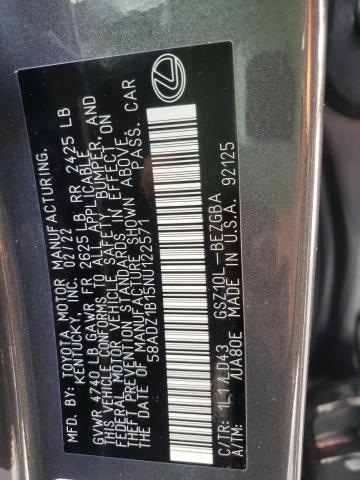 MFD. BY: TOYOTA MOTOR MANUFACTURING,
KENTUCKY, INC. 02/22
GVWR 4740 LB GAWR FR 2625 LB RR 2425 LB
THIS VEHICLE CONFORMS TO ALL APPLICABLE
FEDERAL MOTOR VEHICLE SAFETY, BUMPER, AND
THEFT PREVENTION STANDARDS IN EFFECT ON
THE DATE OF MANUFACTURE SHOWN ABOVE.
58ADZ1B15NU122571 PASS. CAR
C/TR: 1L1/LD43 GSZ10L-BEZGBA
A/TM: /UA80E MADE IN U.S.A. 92125